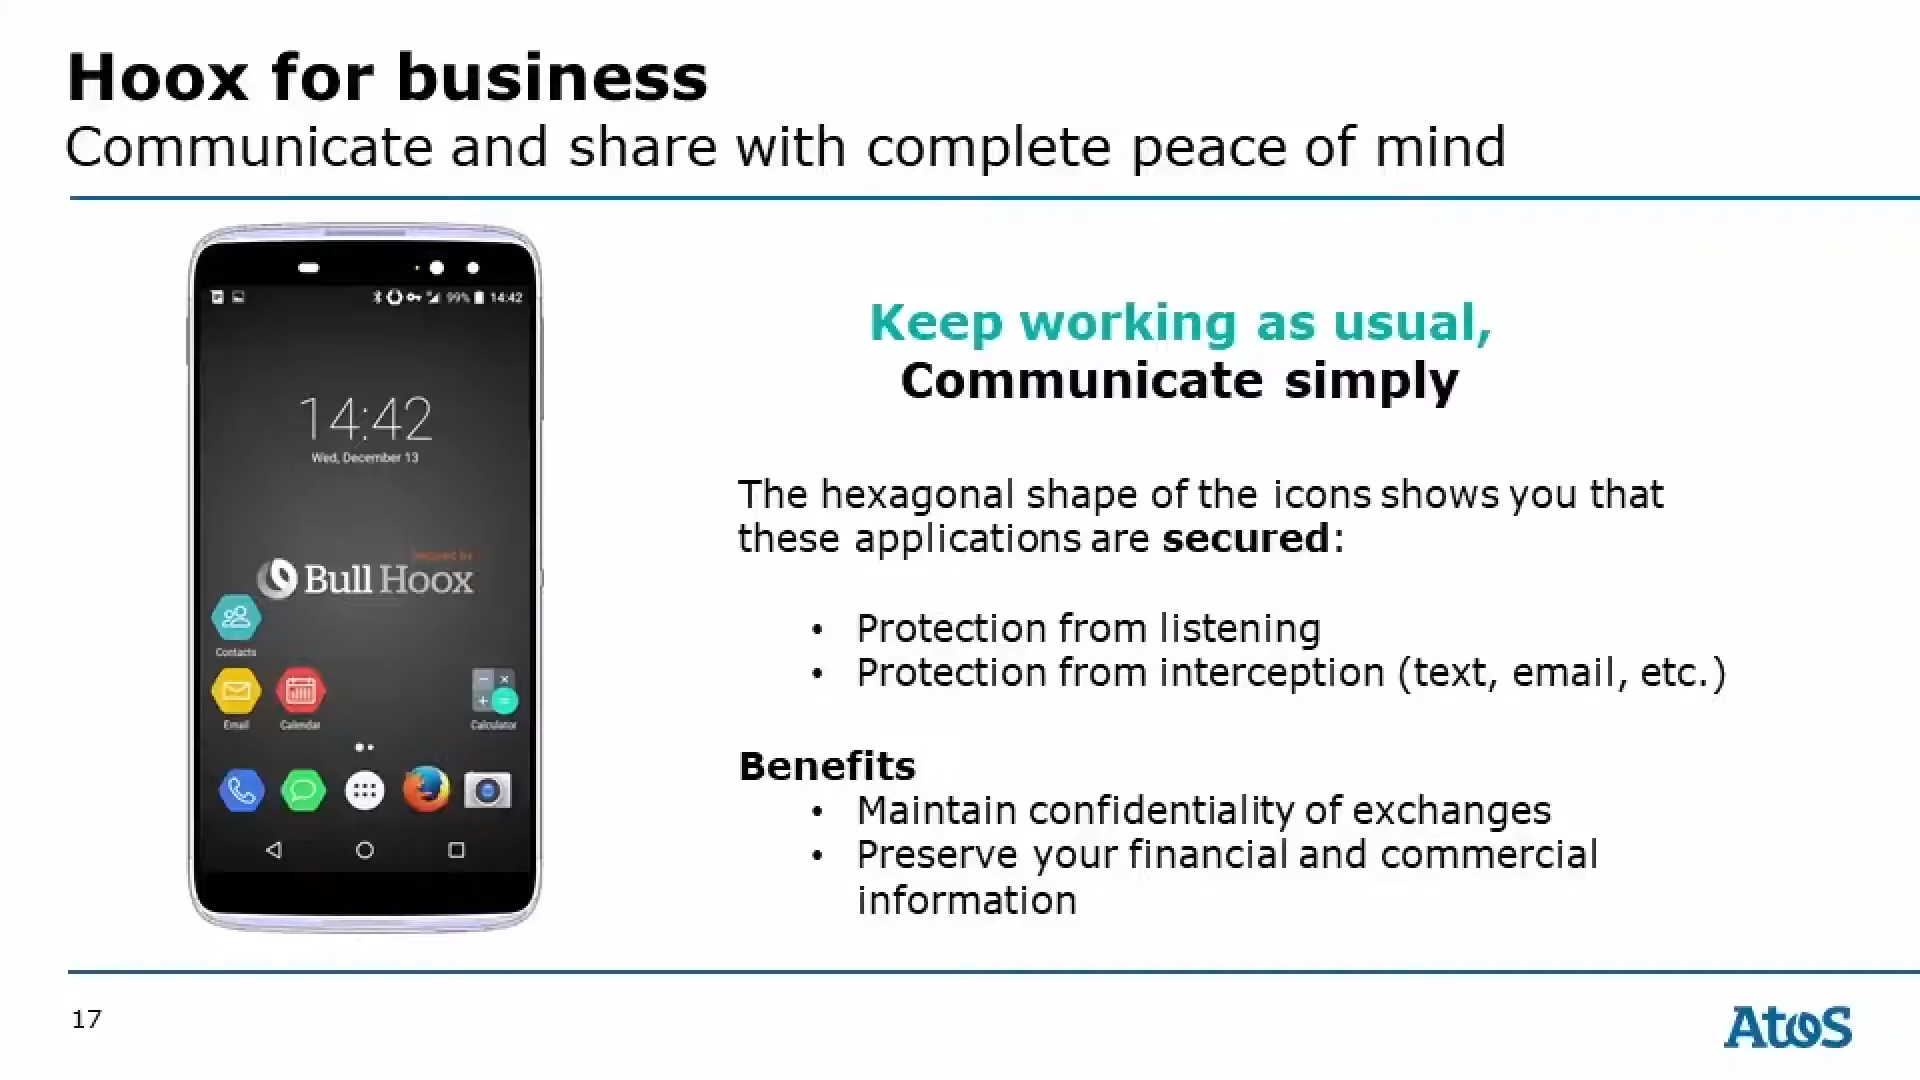 Hoox for business
Communicate and share with complete peace of mind
99% 14:42
14:42
Wed, December 13
Bull Hoox
Contacts
Email Calendar Calculator
Keep working as usual,
Communicate simply
The hexagonal shape of the icons shows you that
these applications are secured:
• Protection from listening
• Protection from interception (text, email, etc.)
Benefits
• Maintain confidentiality of exchanges
• Preserve your financial and commercial
information
17
Atos